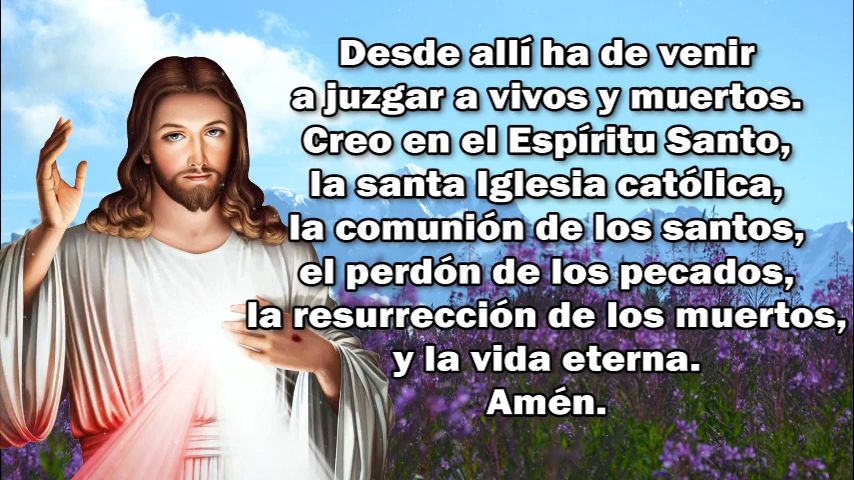 Desde allí ha de venir
a juzgar a vivos y muertos.
Creo en el Espíritu Santo,
la santa Iglesia católica,
la comunión de los santos,
el perdón de los pecados,
la resurrección de los muertos,
y la vida eterna.
Amén.